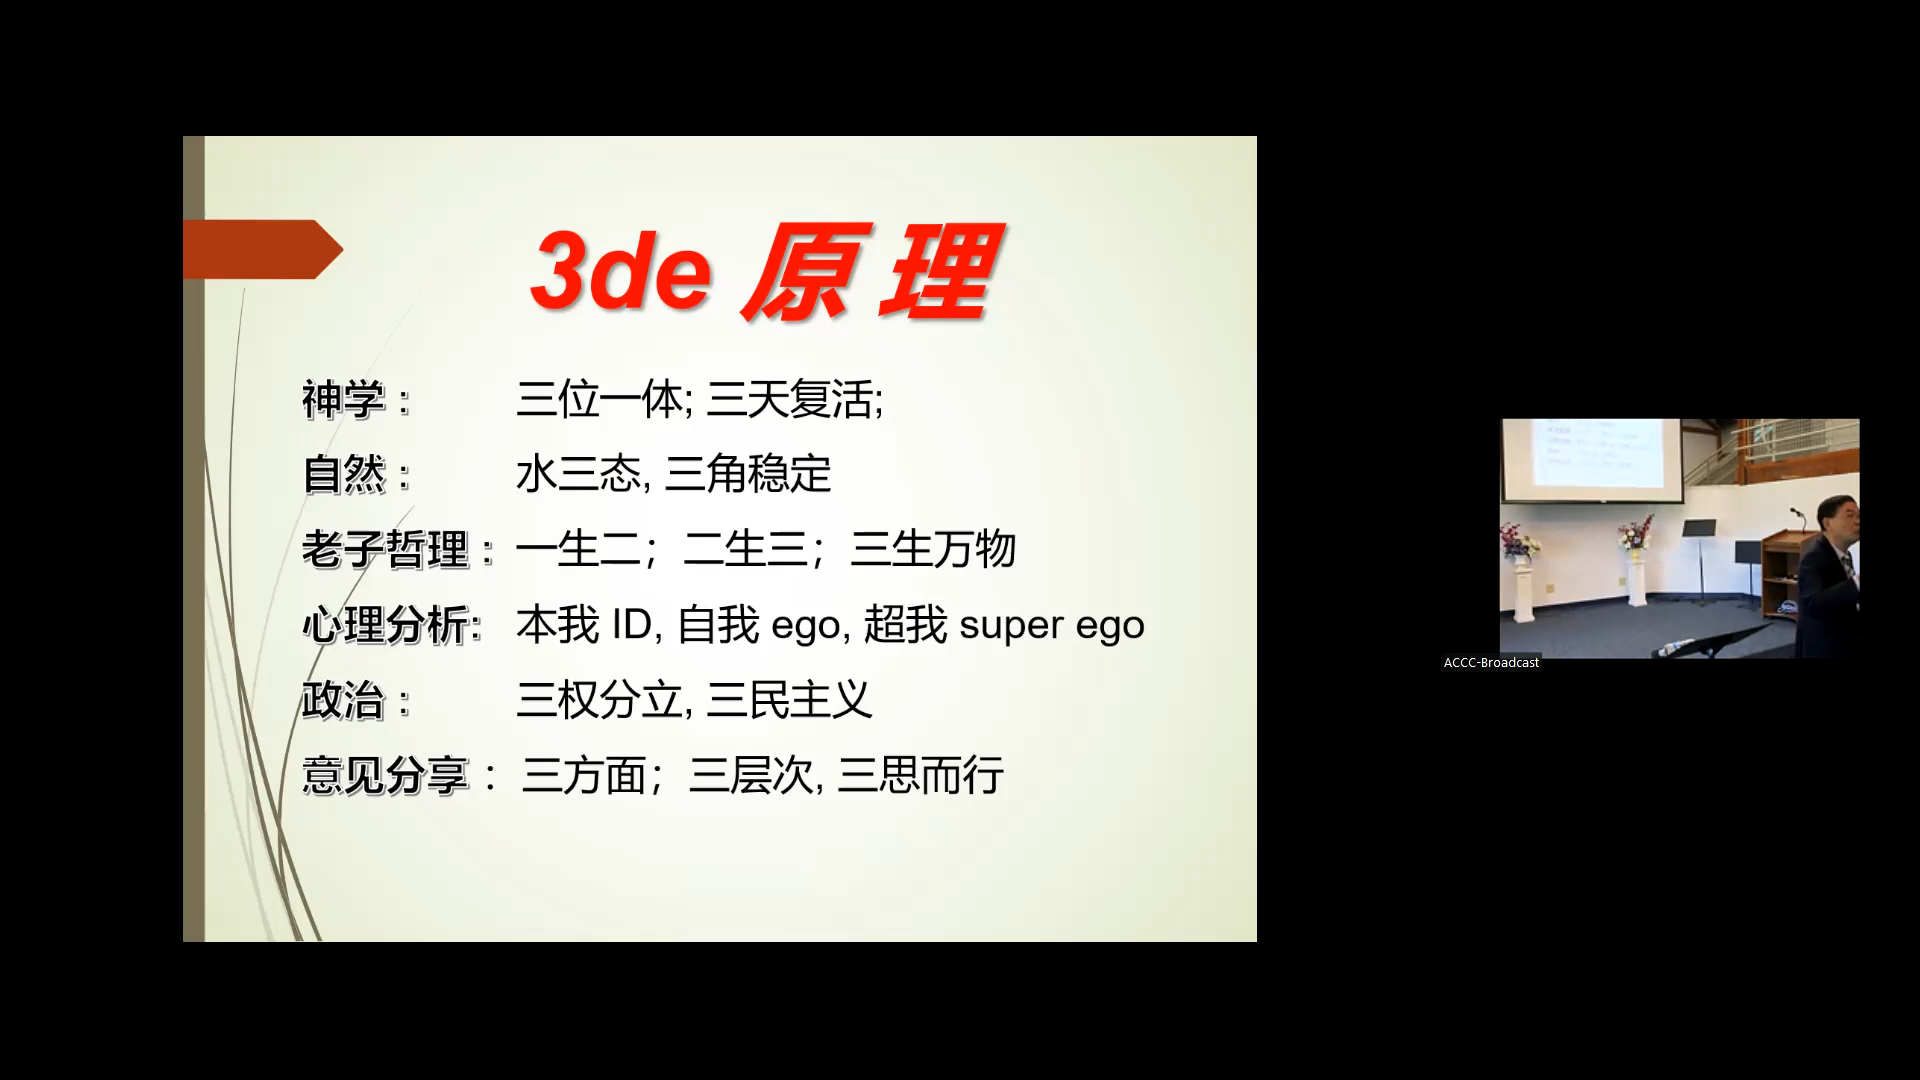 3de 原 理
神学： 三位一体; 三天复活;
自然： 水三态, 三角稳定
老子哲理： 一生二；二生三；三生万物
心理分析: 本我 ID, 自我 ego, 超我 super ego
政治： 三权分立, 三民主义
意见分享： 三方面；三层次, 三思而行
ACCC-Broadcast